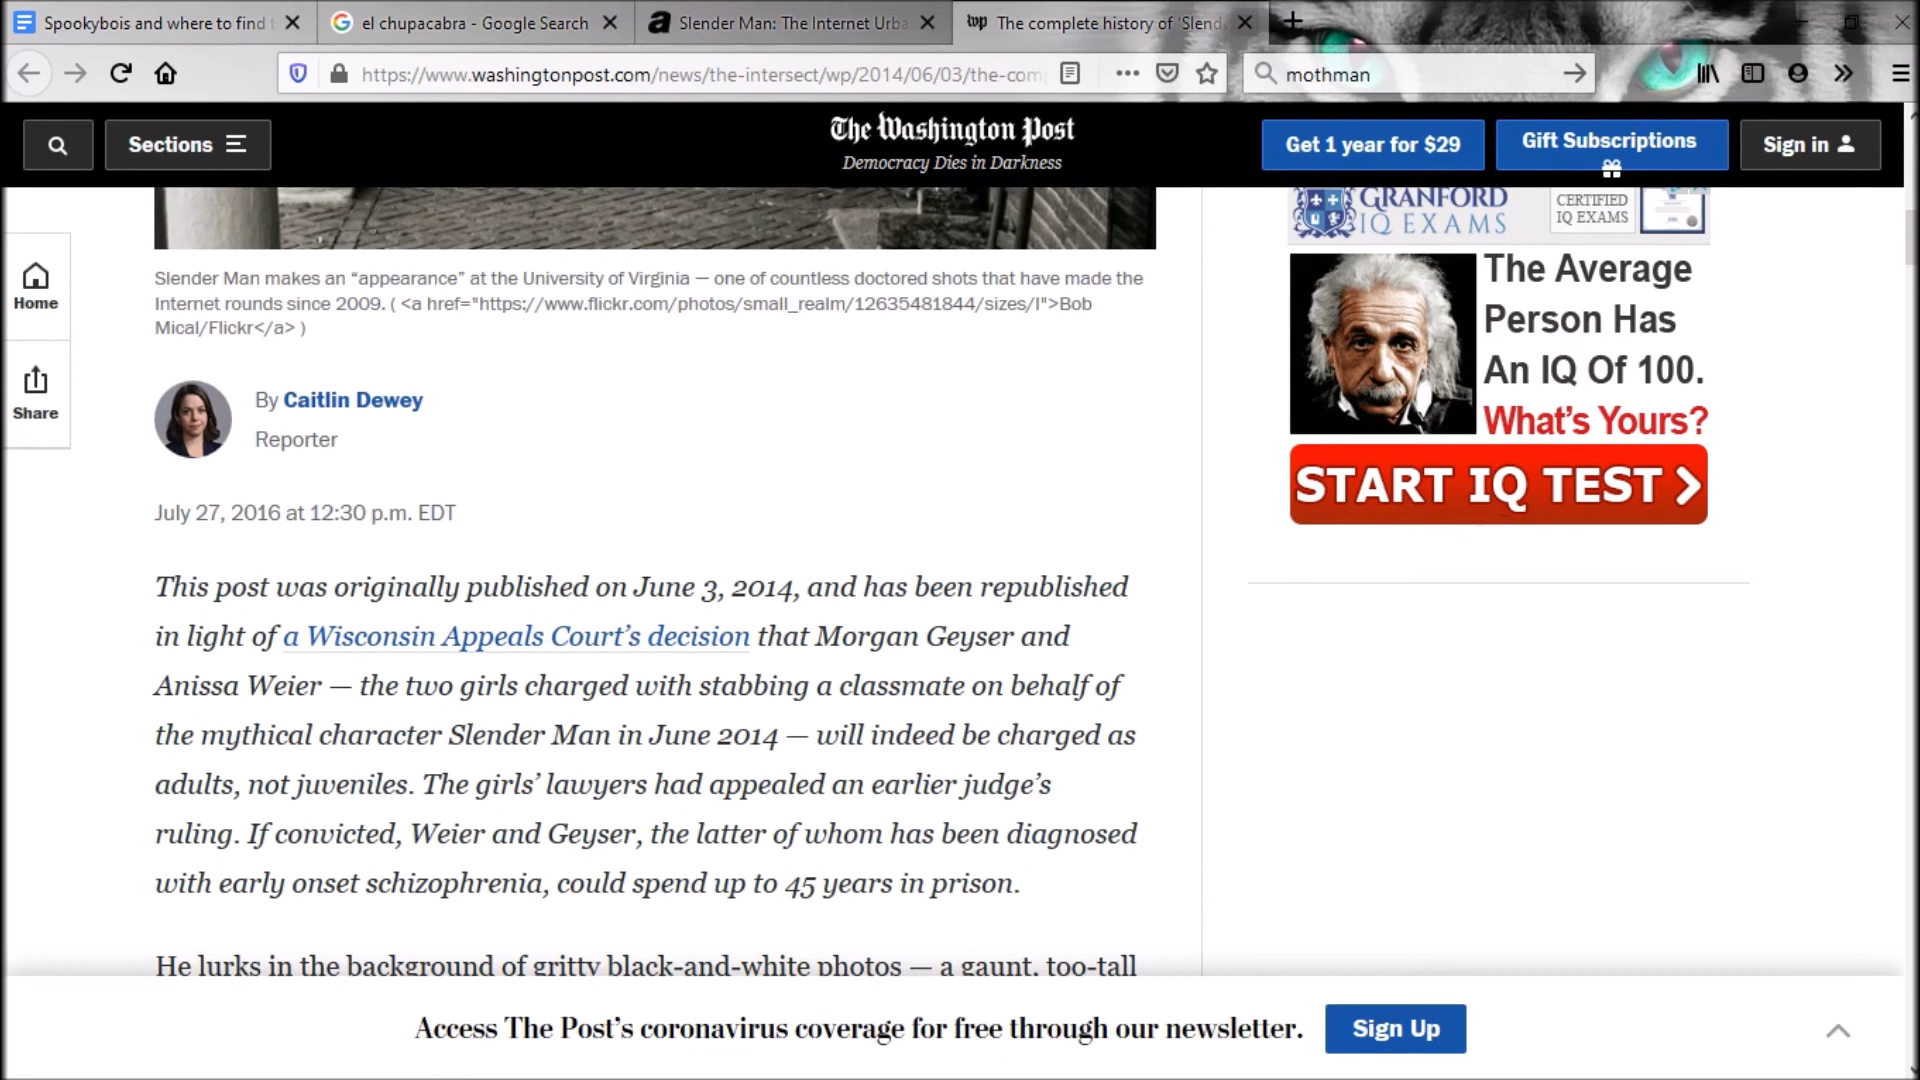 Spookybois and where to find t
el chupacabra - Google Search
Slender Man: The Internet Urba
wp The complete history of 'Slende
https://www.washingtonpost.com/news/the-intersect/wp/2014/06/03/the-com
mothman
Sections
The Washington Post
Democracy Dies in Darkness
Get 1 year for $29
Gift Subscriptions
Sign in
Home
Share
Slender Man makes an “appearance” at the University of Virginia — one of countless doctored shots that have made the
Internet rounds since 2009. ( <a href="https://www.flickr.com/photos/small_realm/12635481844/sizes/l">Bob
Mical/Flickr</a> )
By Caitlin Dewey
Reporter
July 27, 2016 at 12:30 p.m. EDT
This post was originally published on June 3, 2014, and has been republished
in light of a Wisconsin Appeals Court’s decision that Morgan Geyser and
Anissa Weier — the two girls charged with stabbing a classmate on behalf of
the mythical character Slender Man in June 2014 — will indeed be charged as
adults, not juveniles. The girls’ lawyers had appealed an earlier judge’s
ruling. If convicted, Weier and Geyser, the latter of whom has been diagnosed
with early onset schizophrenia, could spend up to 45 years in prison.
He lurks in the background of gritty black-and-white photos — a gaunt, too-tall
GRANFORD
IQ EXAMS
CERTIFIED
IQ EXAMS
The Average
Person Has
An IQ Of 100.
What’s Yours?
START IQ TEST
Access The Post’s coronavirus coverage for free through our newsletter.
Sign Up